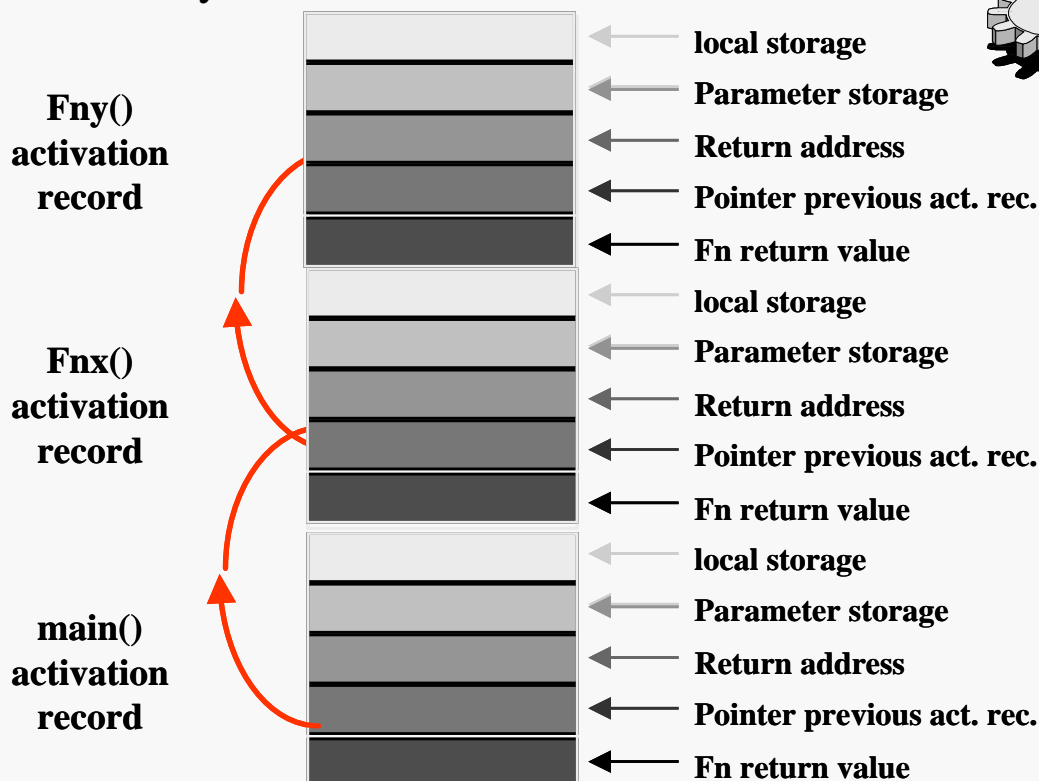 local storage
Parameter storage
Return address
Pointer previous act. rec.
Fn return value
Fny()
activation
record
local storage
Parameter storage
Return address
Pointer previous act. rec.
Fn return value
Fnx()
activation
record
local storage
Parameter storage
Return address
Pointer previous act. rec.
Fn return value
main()
activation
record